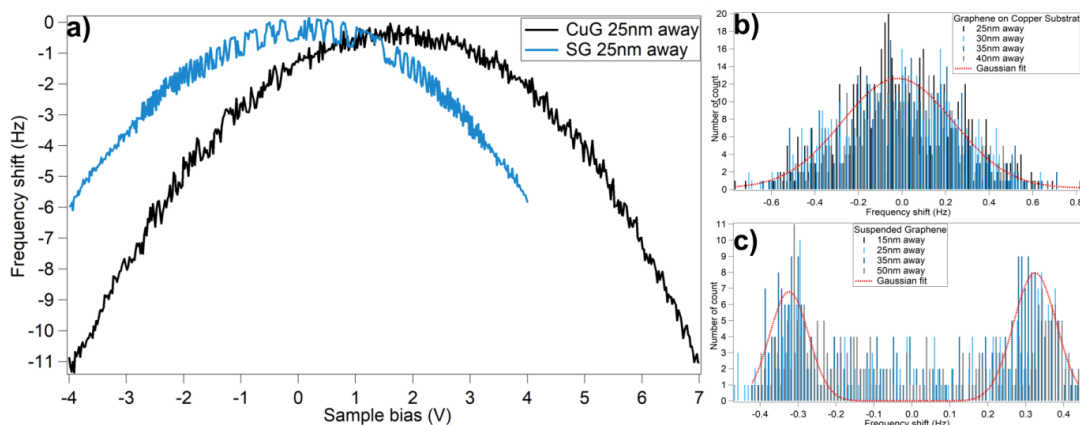 a)
CuG 25nm away
SG 25nm away
Frequency shift (Hz)
0
-1
-2
-3
-4
-5
-6
-7
-8
-9
-10
-11
-4 -3 -2 -1 0 1 2 3 4 5 6 7
Sample bias (V)
b)
Graphene on Copper Substrat
25nm away
30nm away
35nm away
40nm away
Gaussian fit
Number of count
20
18
16
14
12
10
8
6
4
2
0
-0.6 -0.4 -0.2 0.0 0.2 0.4 0.6 0.8
Frequency shift (Hz)
c)
Suspended Graphene
15nm away
25nm away
35nm away
50nm away
Gaussian fit
Number of count
11
10
9
8
7
6
5
4
3
2
1
0
-0.4 -0.3 -0.2 -0.1 0.0 0.1 0.2 0.3 0.4
Frequency shift (Hz)